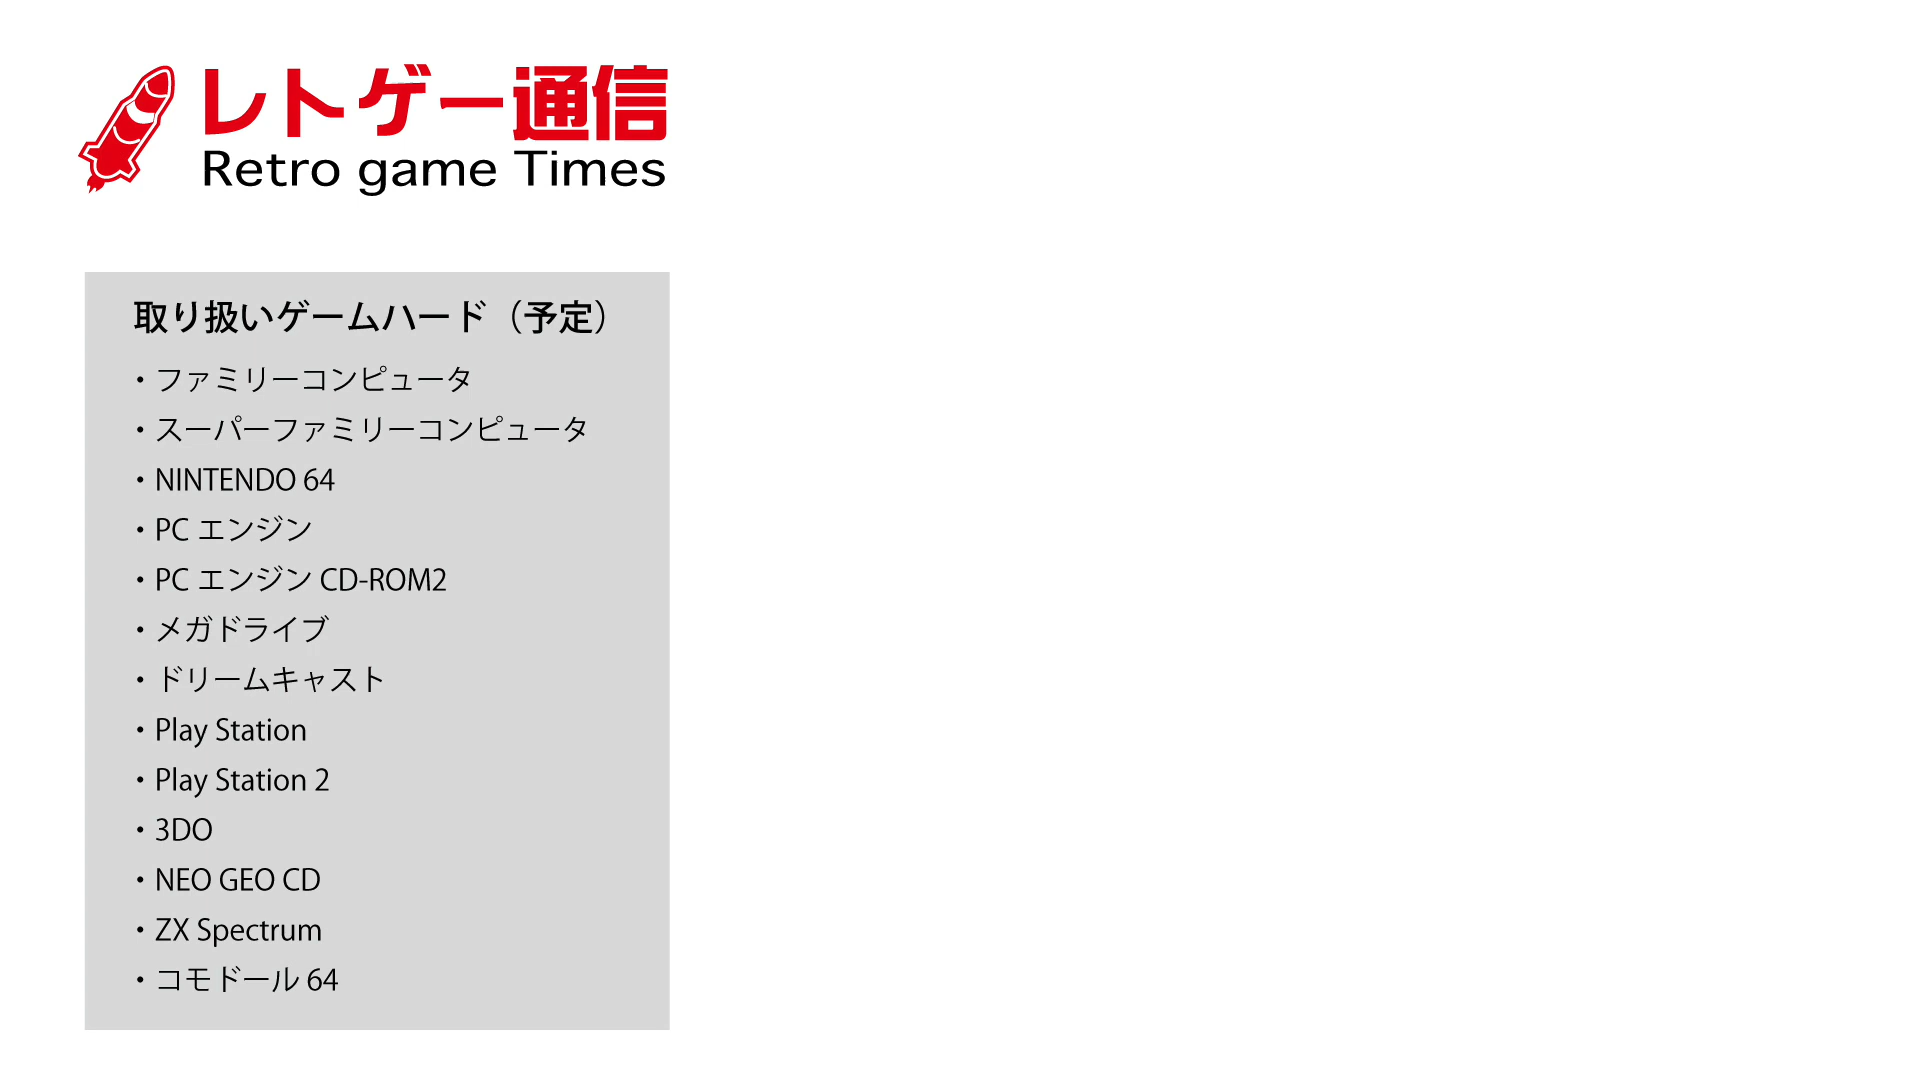 レトゲー通信
Retro game Times
取り扱いゲームハード（予定）
・ファミリーコンピュータ
・スーパーファミリーコンピュータ
・NINTENDO 64
・PC エンジン
・PC エンジン CD-ROM2
・メガドライブ
・ドリームキャスト
・Play Station
・Play Station 2
・3DO
・NEO GEO CD
・ZX Spectrum
・コモドール 64